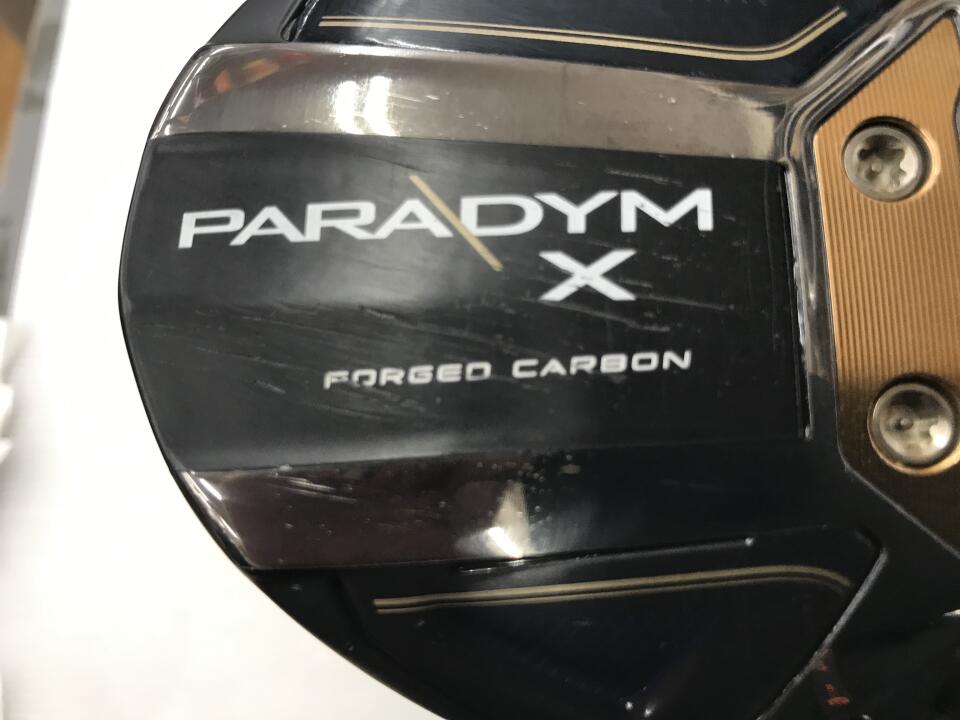 PARADYM
X
FORGED CARBON